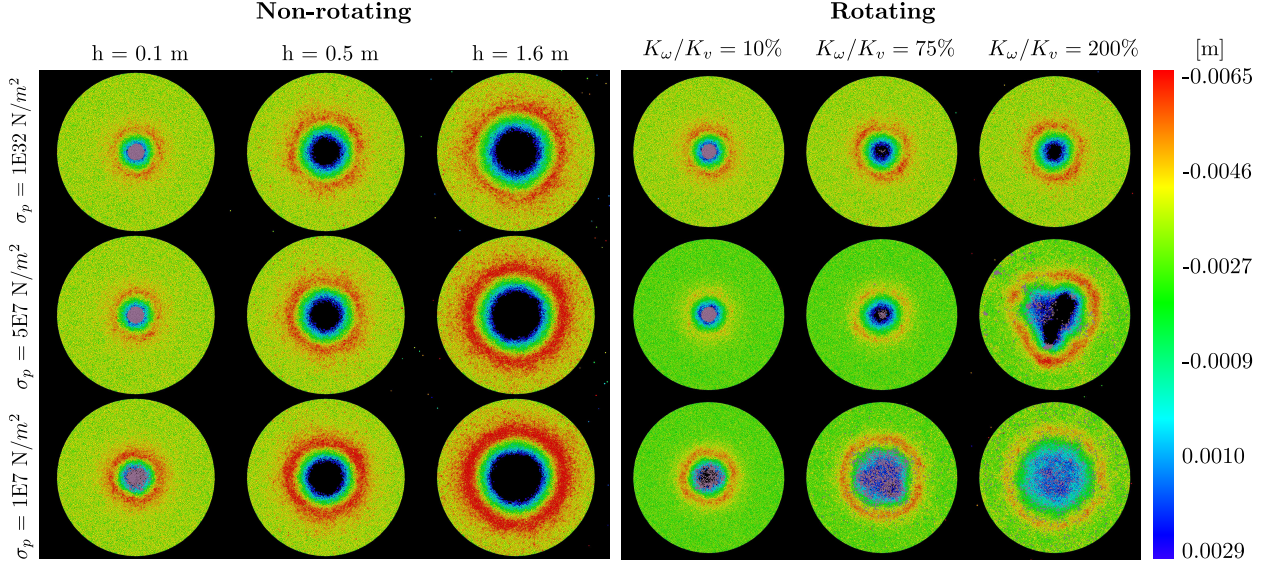 Non-rotating
Rotating
h = 0.1 m
h = 0.5 m
h = 1.6 m
K_ω/K_v = 10%
K_ω/K_v = 75%
K_ω/K_v = 200%
[m]
σ_p = 1E32 N/m²
σ_p = 5E7 N/m²
σ_p = 1E7 N/m²
-0.0065
-0.0046
-0.0027
-0.0009
0.0010
0.0029